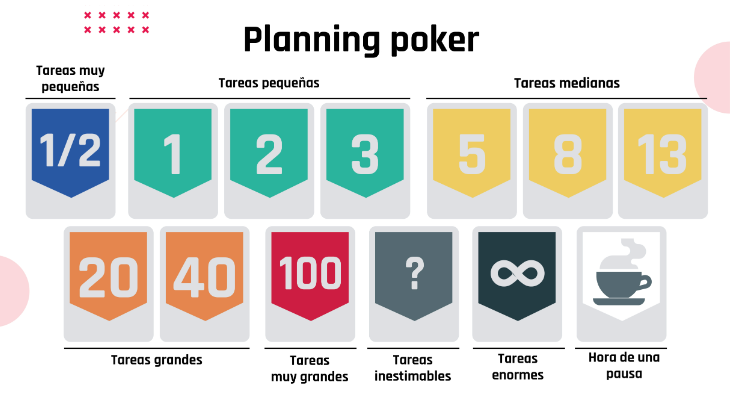 Planning poker
Tareas muy
pequeñas
Tareas pequeñas
Tareas medianas
1/2
1
2
3
5
8
13
20
40
100
?
∞
Tareas grandes
Tareas
muy grandes
Tareas
inestimables
Tareas
enormes
Hora de una
pausa